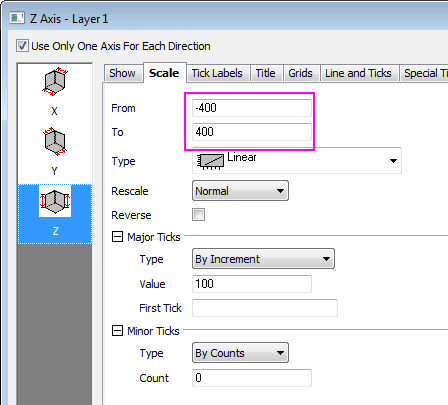 Z Axis - Layer1
Use Only One Axis For Each Direction
X
Y
Z
Show Scale Tick Labels Title Grids Line and Ticks Special Ti
From -400
To 400
Type Linear
Rescale Normal
Reverse
Major Ticks
Type By Increment
Value 100
First Tick
Minor Ticks
Type By Counts
Count 0